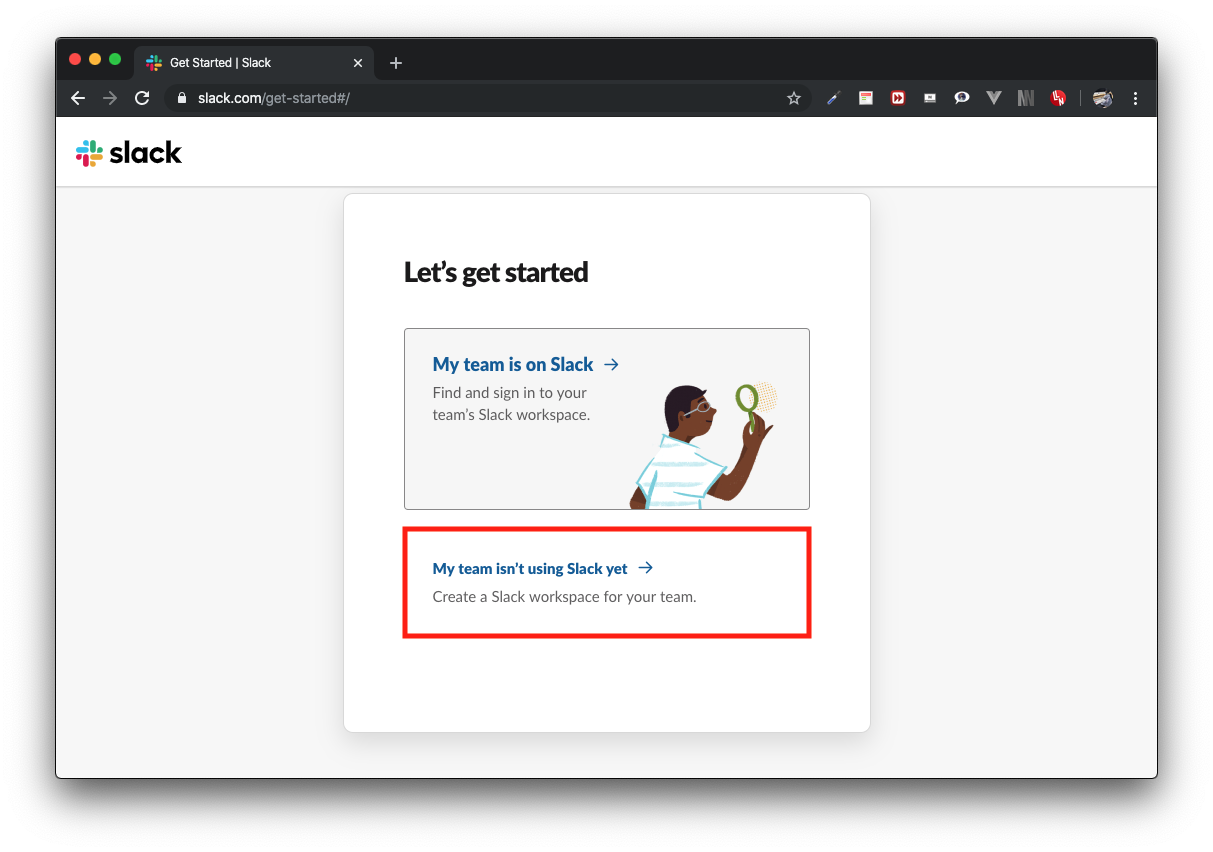 Get Started | Slack
slack.com/get-started#/
slack
Let’s get started
My team is on Slack →
Find and sign in to your
team’s Slack workspace.
My team isn’t using Slack yet →
Create a Slack workspace for your team.